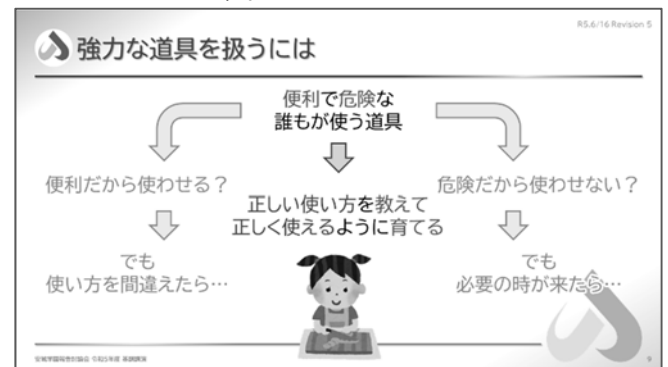 R5.6/16 Revision 5
強力な道具を扱うには
便利で危険な
誰もが使う道具
便利だから使わせる？
正しい使い方を教えて
正しく使えるように育てる
危険だから使わせない？
でも
使い方を間違えたら…
でも
必要の時が来たら…
9